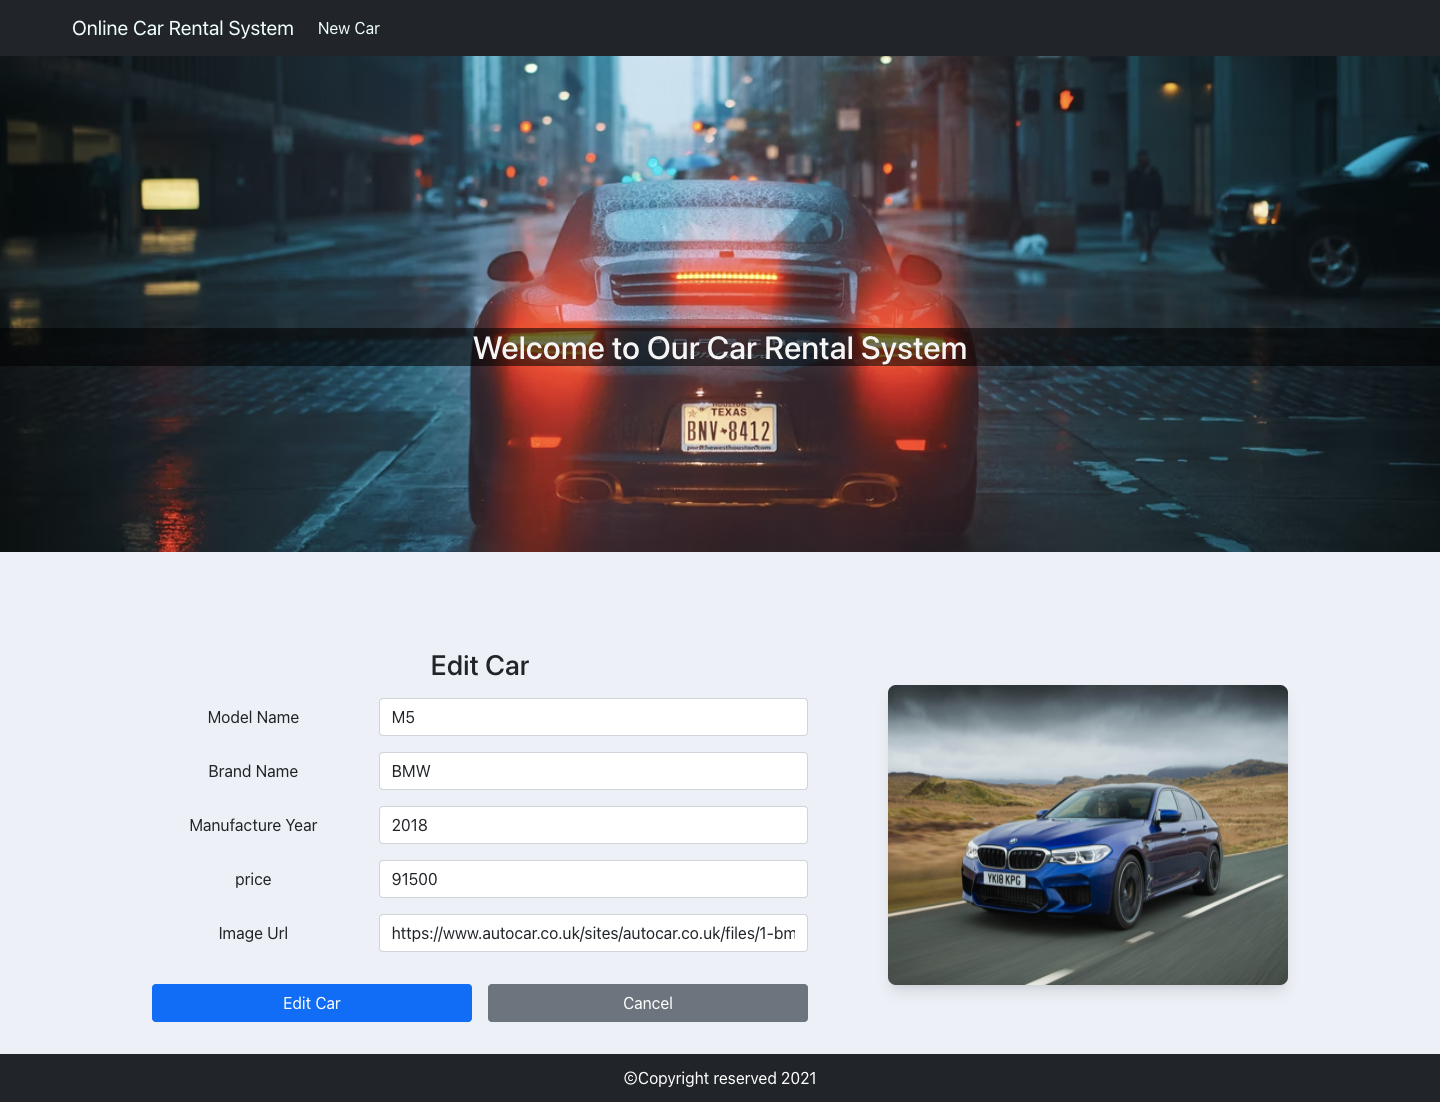 Online Car Rental System New Car
Welcome to Our Car Rental System
HOUSTON
TEXAS
BNV 8412
Edit Car
Model Name M5
Brand Name BMW
Manufacture Year 2018
price 91500
Image Url https://www.autocar.co.uk/sites/autocar.co.uk/files/1-bm
YK18 KPG
Edit Car Cancel
©Copyright reserved 2021